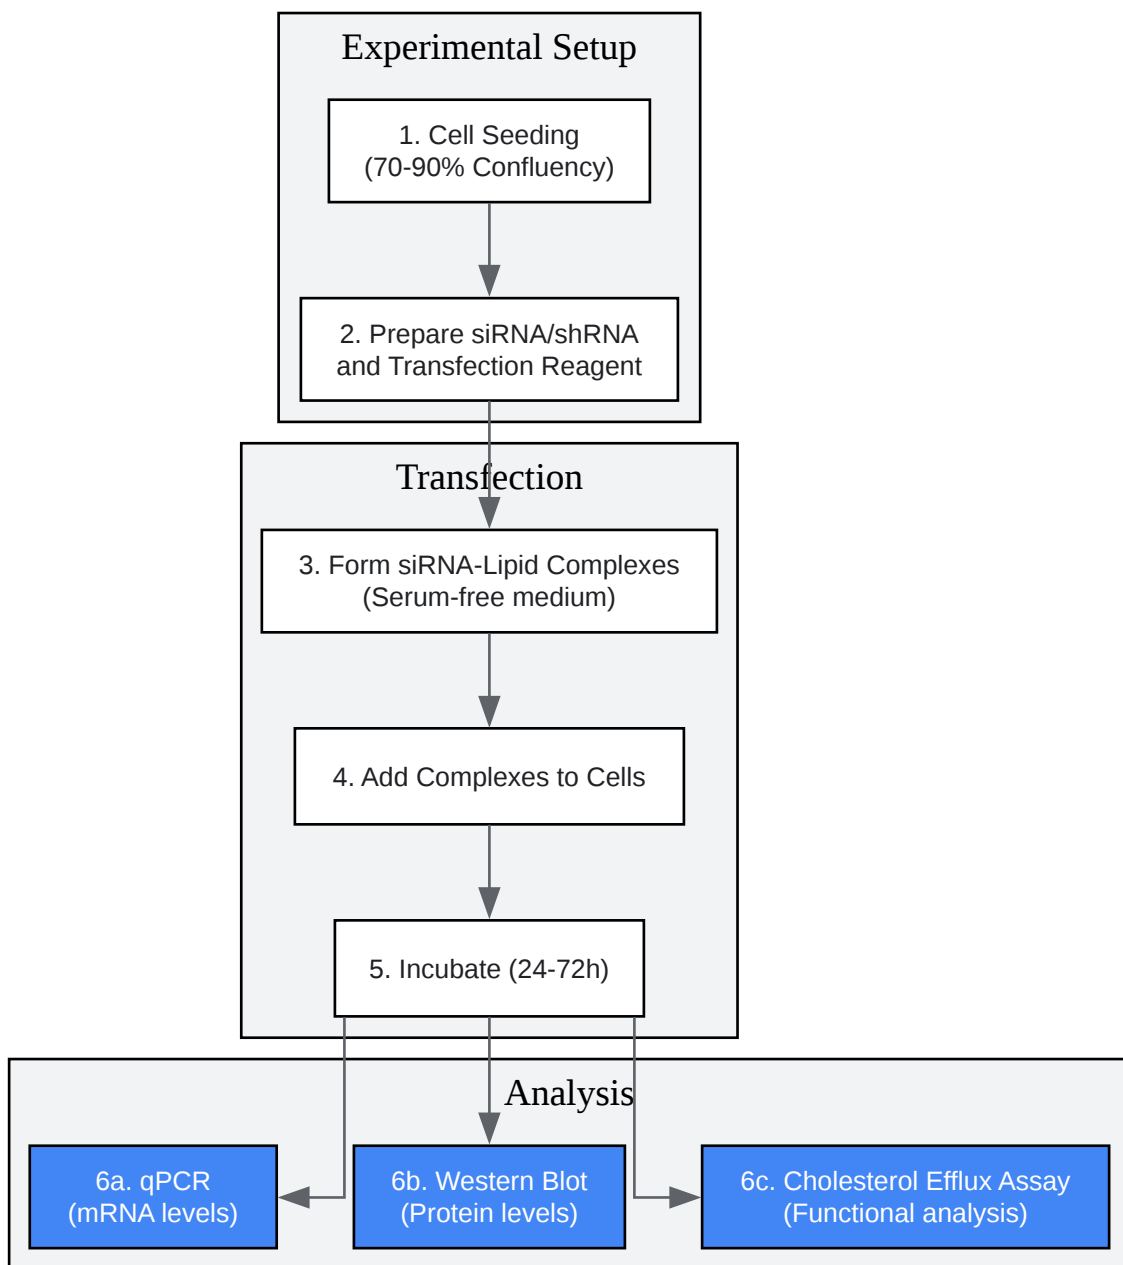 Experimental Setup
1. Cell Seeding
(70-90% Confluency)
2. Prepare siRNA/shRNA
and Transfection Reagent
Transfection
3. Form siRNA-Lipid Complexes
(Serum-free medium)
4. Add Complexes to Cells
5. Incubate (24-72h)
Analysis
6a. qPCR
(mRNA levels)
6b. Western Blot
(Protein levels)
6c. Cholesterol Efflux Assay
(Functional analysis)